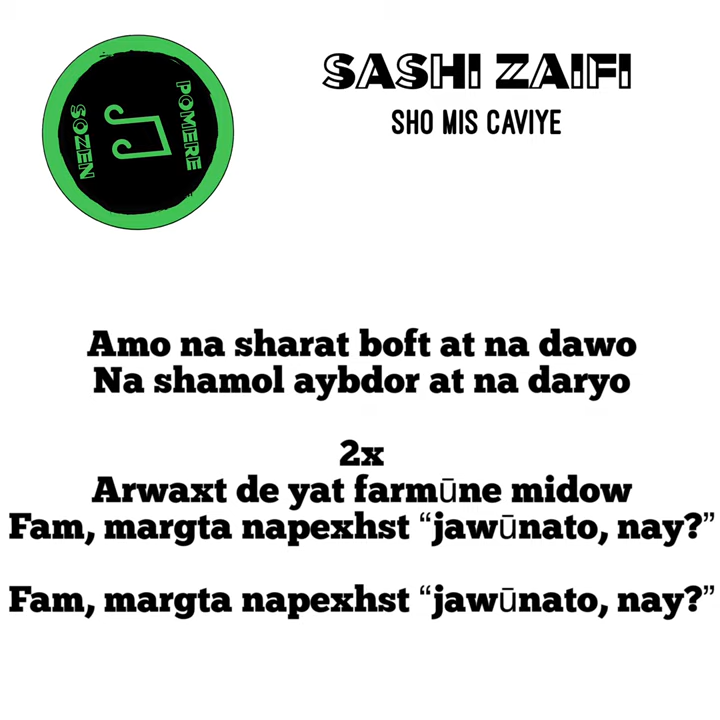 POMERE
SOZEN
SASHI ZAIFI
SHO MIS CAVIYE
Amo na sharat boft at na dawo
Na shamol aybdor at na daryo
2x
Arwaxt de yat farmūne midow
Fam, margta napexhst “jawūnato, nay?”
Fam, margta napexhst “jawūnato, nay?”